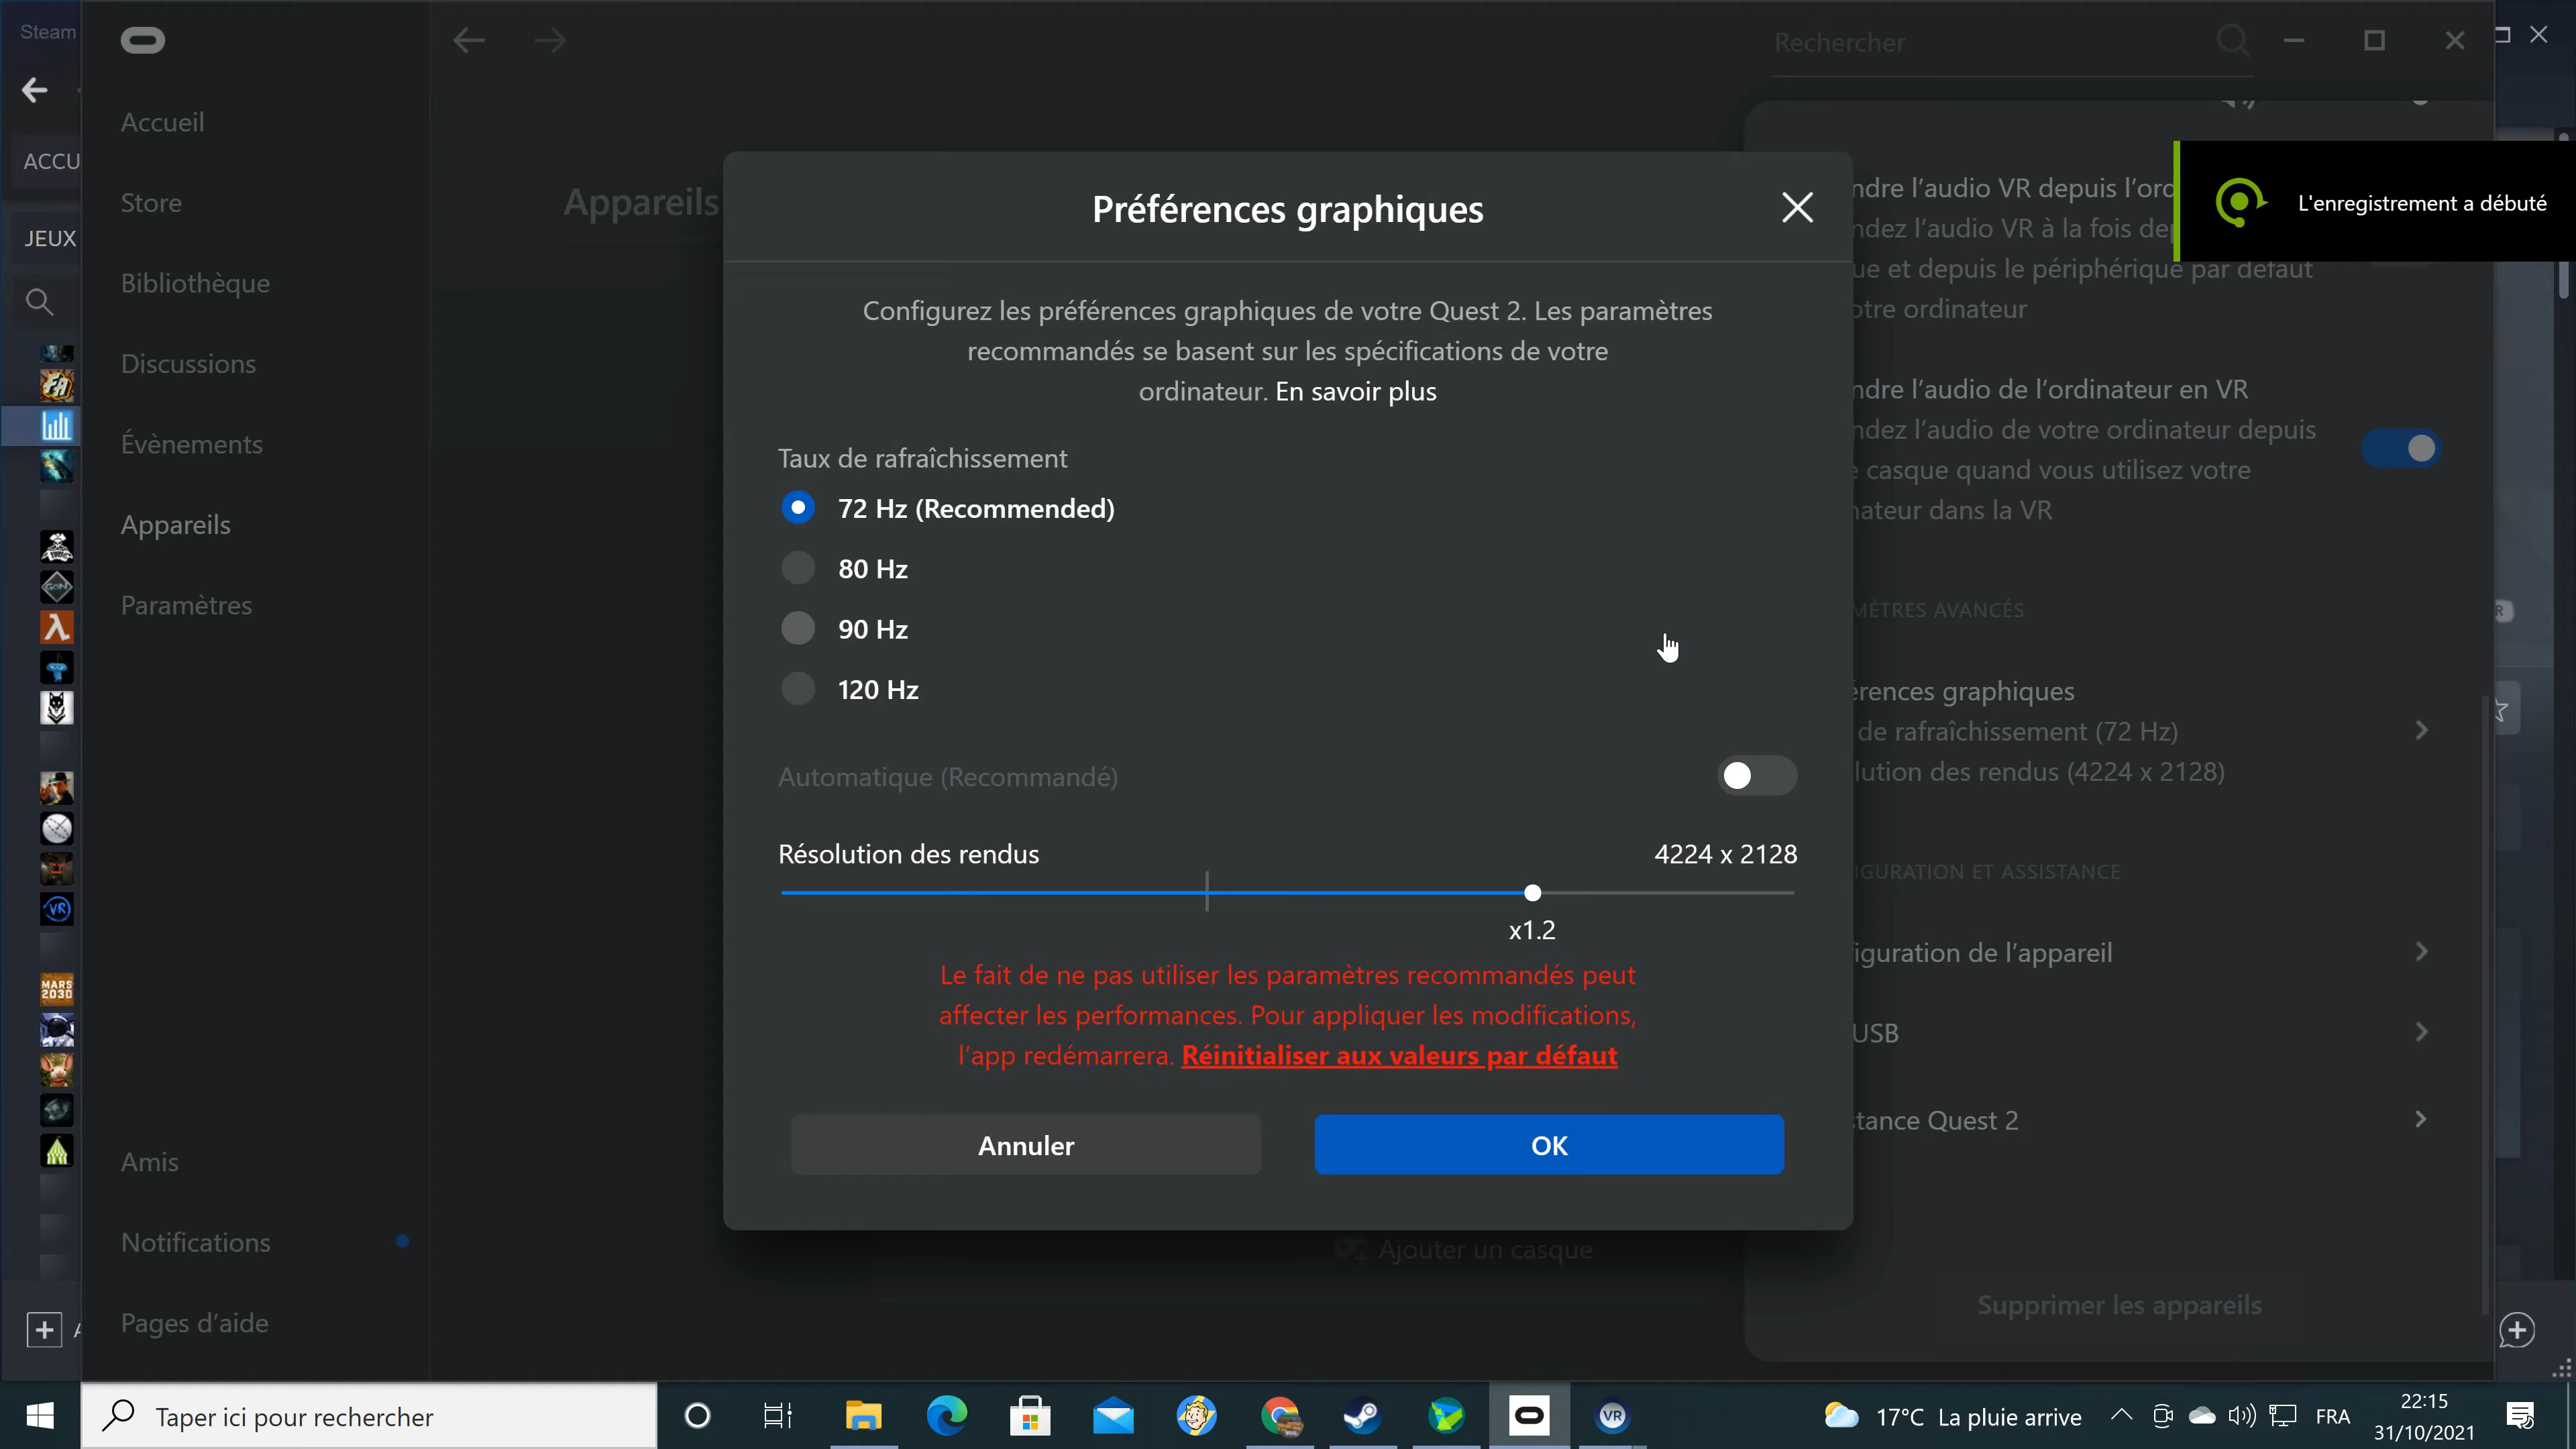 Steam
ACCU
JEUX
FA
GON
VR
MARS
2030
Accueil
Store
Bibliothèque
Discussions
Évènements
Appareils
Paramètres
Amis
Notifications
Pages d'aide
Rechercher
Appareils
L'enregistrement a débuté
Préférences graphiques
Configurez les préférences graphiques de votre Quest 2. Les paramètres
recommandés se basent sur les spécifications de votre
ordinateur. En savoir plus
Taux de rafraîchissement
72 Hz (Recommended)
80 Hz
90 Hz
120 Hz
Automatique (Recommandé)
Résolution des rendus
4224 x 2128
x1.2
Le fait de ne pas utiliser les paramètres recommandés peut
affecter les performances. Pour appliquer les modifications,
l'app redémarrera. Réinitialiser aux valeurs par défaut
Annuler
OK
Ajouter un casque
ndre l'audio VR depuis l'orc
ndez l'audio VR à la fois de
ue et depuis le périphérique par défaut
otre ordinateur
ndre l'audio de l'ordinateur en VR
ndez l'audio de votre ordinateur depuis
e casque quand vous utilisez votre
nateur dans la VR
MÈTRES AVANCÉS
érences graphiques
de rafraîchissement (72 Hz)
lution des rendus (4224 x 2128)
IGURATION ET ASSISTANCE
iguration de l'appareil
USB
stance Quest 2
Supprimer les appareils
Taper ici pour rechercher
VR
17°C La pluie arrive
FRA
22:15
31/10/2021